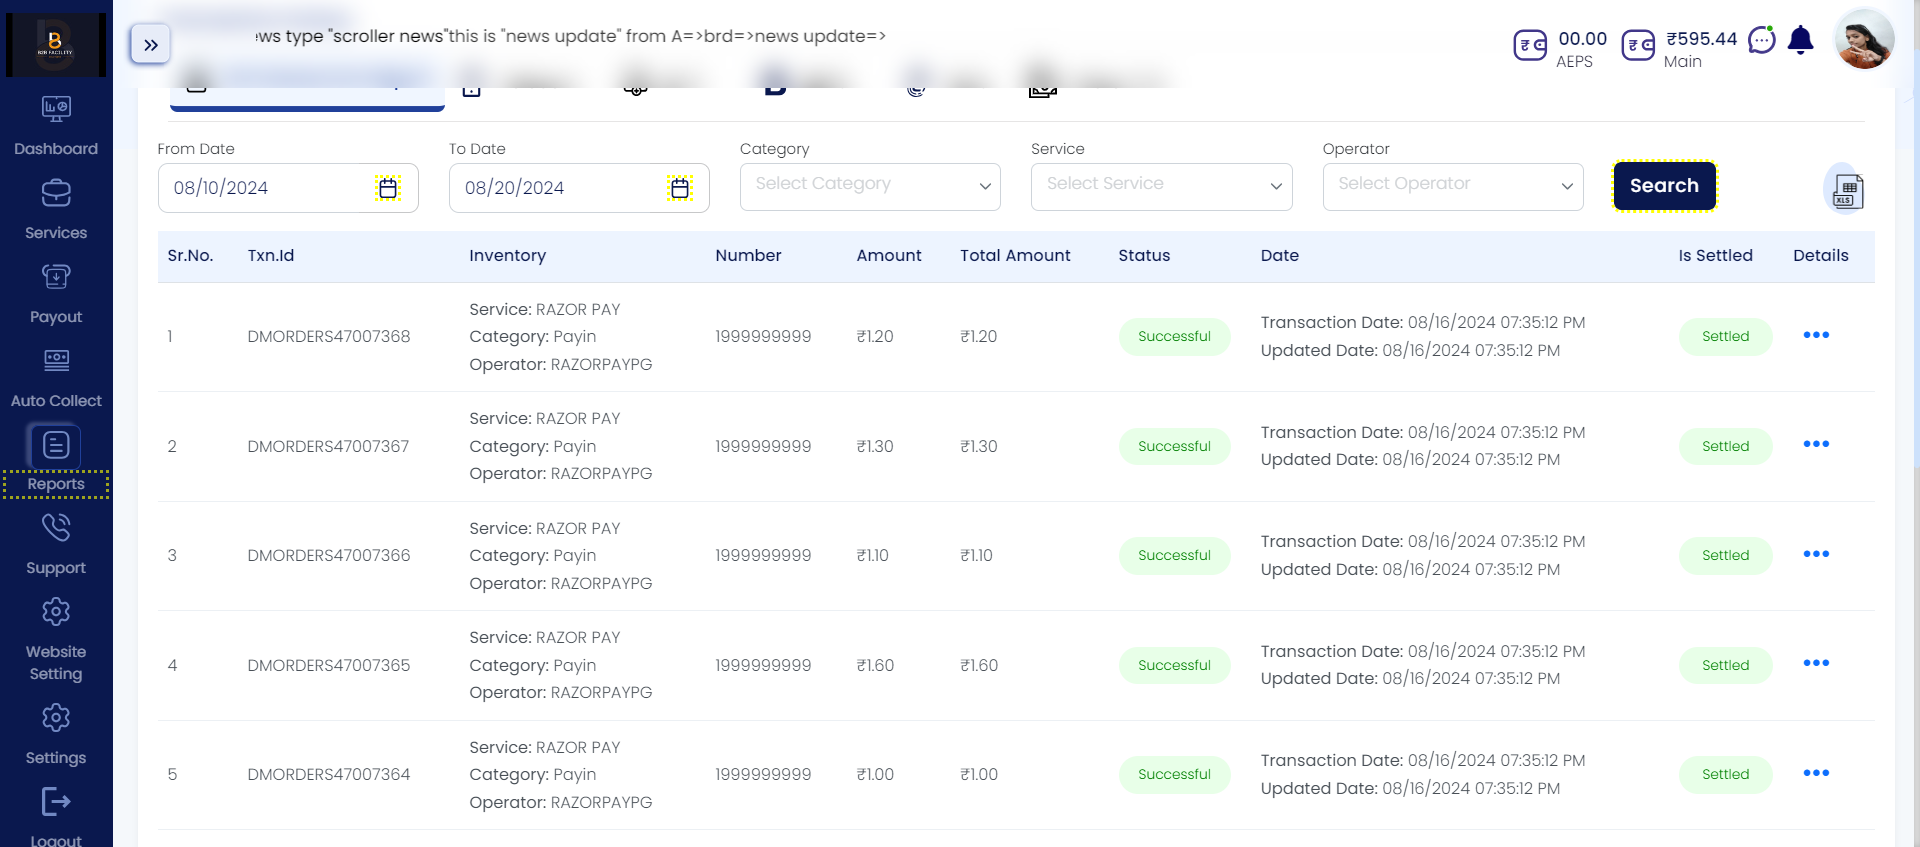 B2B FACILITY
ws type "scroller news"this is "news update" from A=>brd=>news update=>
00.00
AEPS
₹595.44
Main
Dashboard
Services
Payout
Auto Collect
Reports
Support
Website
Setting
Settings
Logout
From Date
To Date
Category
Service
Operator
08/10/2024
08/20/2024
Select Category
Select Service
Select Operator
Search
XLS
Sr.No. Txn.Id Inventory Number Amount Total Amount Status Date Is Settled Details
Service: RAZOR PAY
1 DMORDERS47007368 Category: Payin 1999999999 ₹1.20 ₹1.20 Successful Transaction Date: 08/16/2024 07:35:12 PM Settled
Operator: RAZORPAYPG Updated Date: 08/16/2024 07:35:12 PM
Service: RAZOR PAY
2 DMORDERS47007367 Category: Payin 1999999999 ₹1.30 ₹1.30 Successful Transaction Date: 08/16/2024 07:35:12 PM Settled
Operator: RAZORPAYPG Updated Date: 08/16/2024 07:35:12 PM
Service: RAZOR PAY
3 DMORDERS47007366 Category: Payin 1999999999 ₹1.10 ₹1.10 Successful Transaction Date: 08/16/2024 07:35:12 PM Settled
Operator: RAZORPAYPG Updated Date: 08/16/2024 07:35:12 PM
Service: RAZOR PAY
4 DMORDERS47007365 Category: Payin 1999999999 ₹1.60 ₹1.60 Successful Transaction Date: 08/16/2024 07:35:12 PM Settled
Operator: RAZORPAYPG Updated Date: 08/16/2024 07:35:12 PM
Service: RAZOR PAY
5 DMORDERS47007364 Category: Payin 1999999999 ₹1.00 ₹1.00 Successful Transaction Date: 08/16/2024 07:35:12 PM Settled
Operator: RAZORPAYPG Updated Date: 08/16/2024 07:35:12 PM